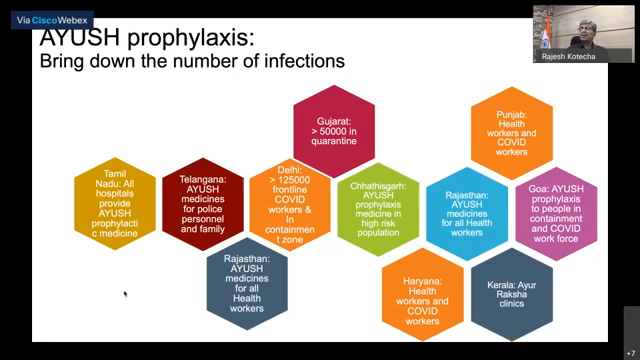 Via Cisco Webex
AYUSH prophylaxis:
Bring down the number of infections
Rajesh Kotecha
Gujarat:
> 50000 in
quarantine
Punjab:
Health
workers and
COVID
workers
Tamil
Nadu: All
hospitals
provide
AYUSH
prophylacti
c medicine
Telangana:
AYUSH
medicines
for police
personnel
and family
Delhi:
> 125000
frontline
COVID
workers &
In
containmen
t zone
Chhathisgarh:
AYUSH
prophylaxis
medicine in
high risk
population
Rajasthan:
AYUSH
medicines
for all Health
workers
Goa: AYUSH
prophylaxis
to people in
containment
and COVID
work force
Rajasthan:
AYUSH
medicines
for all
Health
workers
Haryana:
Health
workers and
COVID
workers
Kerala: Ayur
Raksha
clinics
+7